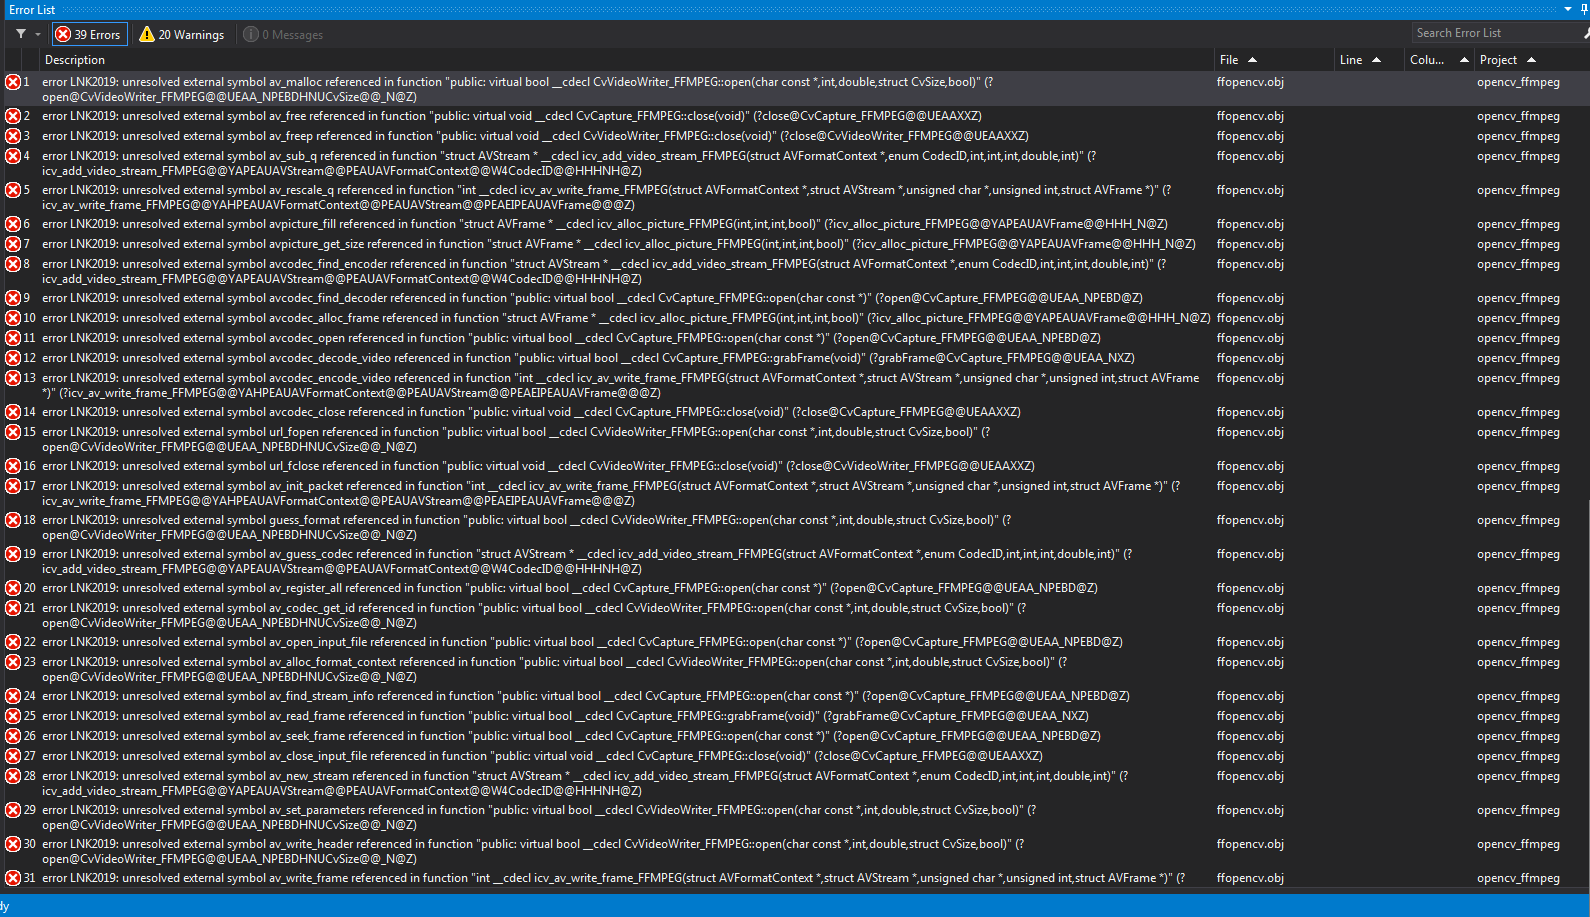 Error List
39 Errors
20 Warnings
0 Messages
Search Error List
Description File Line Colu... Project
1 error LNK2019: unresolved external symbol av_malloc referenced in function "public: virtual bool __cdecl CvVideoWriter_FFMPEG::open(char const *,int,double,struct CvSize,bool)" (? ffopencv.obj opencv_ffmpeg
open@CvVideoWriter_FFMPEG@@UEAA_NPEBDHNUCvSize@@_N@Z)
2 error LNK2019: unresolved external symbol av_free referenced in function "public: virtual void __cdecl CvCapture_FFMPEG::close(void)" (?close@CvCapture_FFMPEG@@UEAAXXZ) ffopencv.obj opencv_ffmpeg
3 error LNK2019: unresolved external symbol av_freep referenced in function "public: virtual void __cdecl CvVideoWriter_FFMPEG::close(void)" (?close@CvVideoWriter_FFMPEG@@UEAAXXZ) ffopencv.obj opencv_ffmpeg
4 error LNK2019: unresolved external symbol av_sub_q referenced in function "struct AVStream * __cdecl icv_add_video_stream_FFMPEG(struct AVFormatContext *,enum CodecID,int,int,int,double,int)" (? ffopencv.obj opencv_ffmpeg
icv_add_video_stream_FFMPEG@@YAPEAUAVStream@@PEAUAVFormatContext@@W4CodecID@@HHHNH@Z)
5 error LNK2019: unresolved external symbol av_rescale_q referenced in function "int __cdecl icv_av_write_frame_FFMPEG(struct AVFormatContext *,struct AVStream *,unsigned char *,unsigned int,struct AVFrame *)" (? ffopencv.obj opencv_ffmpeg
icv_av_write_frame_FFMPEG@@YAHPEAUAVFormatContext@@PEAUAVStream@@PEAEIPEAUAVFrame@@@Z)
6 error LNK2019: unresolved external symbol avpicture_fill referenced in function "struct AVFrame * __cdecl icv_alloc_picture_FFMPEG(int,int,int,bool)" (?icv_alloc_picture_FFMPEG@@YAPEAUAVFrame@@HHH_N@Z) ffopencv.obj opencv_ffmpeg
7 error LNK2019: unresolved external symbol avpicture_get_size referenced in function "struct AVFrame * __cdecl icv_alloc_picture_FFMPEG(int,int,int,bool)" (?icv_alloc_picture_FFMPEG@@YAPEAUAVFrame@@HHH_N@Z) ffopencv.obj opencv_ffmpeg
8 error LNK2019: unresolved external symbol avcodec_find_encoder referenced in function "struct AVStream * __cdecl icv_add_video_stream_FFMPEG(struct AVFormatContext *,enum CodecID,int,int,int,double,int)" (? ffopencv.obj opencv_ffmpeg
icv_add_video_stream_FFMPEG@@YAPEAUAVStream@@PEAUAVFormatContext@@W4CodecID@@HHHNH@Z)
9 error LNK2019: unresolved external symbol avcodec_find_decoder referenced in function "public: virtual bool __cdecl CvCapture_FFMPEG::open(char const *)" (?open@CvCapture_FFMPEG@@UEAA_NPEBD@Z) ffopencv.obj opencv_ffmpeg
10 error LNK2019: unresolved external symbol avcodec_alloc_frame referenced in function "struct AVFrame * __cdecl icv_alloc_picture_FFMPEG(int,int,int,bool)" (?icv_alloc_picture_FFMPEG@@YAPEAUAVFrame@@HHH_N@Z) ffopencv.obj opencv_ffmpeg
11 error LNK2019: unresolved external symbol avcodec_open referenced in function "public: virtual bool __cdecl CvCapture_FFMPEG::open(char const *)" (?open@CvCapture_FFMPEG@@UEAA_NPEBD@Z) ffopencv.obj opencv_ffmpeg
12 error LNK2019: unresolved external symbol avcodec_decode_video referenced in function "public: virtual bool __cdecl CvCapture_FFMPEG::grabFrame(void)" (?grabFrame@CvCapture_FFMPEG@@UEAA_NXZ) ffopencv.obj opencv_ffmpeg
13 error LNK2019: unresolved external symbol avcodec_encode_video referenced in function "int __cdecl icv_av_write_frame_FFMPEG(struct AVFormatContext *,struct AVStream *,unsigned char *,unsigned int,struct AVFrame ffopencv.obj opencv_ffmpeg
*)" (?icv_av_write_frame_FFMPEG@@YAHPEAUAVFormatContext@@PEAUAVStream@@PEAEIPEAUAVFrame@@@Z)
14 error LNK2019: unresolved external symbol avcodec_close referenced in function "public: virtual void __cdecl CvCapture_FFMPEG::close(void)" (?close@CvCapture_FFMPEG@@UEAAXXZ) ffopencv.obj opencv_ffmpeg
15 error LNK2019: unresolved external symbol url_fopen referenced in function "public: virtual bool __cdecl CvVideoWriter_FFMPEG::open(char const *,int,double,struct CvSize,bool)" (? ffopencv.obj opencv_ffmpeg
open@CvVideoWriter_FFMPEG@@UEAA_NPEBDHNUCvSize@@_N@Z)
16 error LNK2019: unresolved external symbol url_fclose referenced in function "public: virtual void __cdecl CvVideoWriter_FFMPEG::close(void)" (?close@CvVideoWriter_FFMPEG@@UEAAXXZ) ffopencv.obj opencv_ffmpeg
17 error LNK2019: unresolved external symbol av_init_packet referenced in function "int __cdecl icv_av_write_frame_FFMPEG(struct AVFormatContext *,struct AVStream *,unsigned char *,unsigned int,struct AVFrame *)" (? ffopencv.obj opencv_ffmpeg
icv_av_write_frame_FFMPEG@@YAHPEAUAVFormatContext@@PEAUAVStream@@PEAEIPEAUAVFrame@@@Z)
18 error LNK2019: unresolved external symbol guess_format referenced in function "public: virtual bool __cdecl CvVideoWriter_FFMPEG::open(char const *,int,double,struct CvSize,bool)" (? ffopencv.obj opencv_ffmpeg
open@CvVideoWriter_FFMPEG@@UEAA_NPEBDHNUCvSize@@_N@Z)
19 error LNK2019: unresolved external symbol av_guess_codec referenced in function "struct AVStream * __cdecl icv_add_video_stream_FFMPEG(struct AVFormatContext *,enum CodecID,int,int,int,double,int)" (? ffopencv.obj opencv_ffmpeg
icv_add_video_stream_FFMPEG@@YAPEAUAVStream@@PEAUAVFormatContext@@W4CodecID@@HHHNH@Z)
20 error LNK2019: unresolved external symbol av_register_all referenced in function "public: virtual bool __cdecl CvCapture_FFMPEG::open(char const *)" (?open@CvCapture_FFMPEG@@UEAA_NPEBD@Z) ffopencv.obj opencv_ffmpeg
21 error LNK2019: unresolved external symbol av_codec_get_id referenced in function "public: virtual bool __cdecl CvVideoWriter_FFMPEG::open(char const *,int,double,struct CvSize,bool)" (? ffopencv.obj opencv_ffmpeg
open@CvVideoWriter_FFMPEG@@UEAA_NPEBDHNUCvSize@@_N@Z)
22 error LNK2019: unresolved external symbol av_open_input_file referenced in function "public: virtual bool __cdecl CvCapture_FFMPEG::open(char const *)" (?open@CvCapture_FFMPEG@@UEAA_NPEBD@Z) ffopencv.obj opencv_ffmpeg
23 error LNK2019: unresolved external symbol av_alloc_format_context referenced in function "public: virtual bool __cdecl CvVideoWriter_FFMPEG::open(char const *,int,double,struct CvSize,bool)" (? ffopencv.obj opencv_ffmpeg
open@CvVideoWriter_FFMPEG@@UEAA_NPEBDHNUCvSize@@_N@Z)
24 error LNK2019: unresolved external symbol av_find_stream_info referenced in function "public: virtual bool __cdecl CvCapture_FFMPEG::open(char const *)" (?open@CvCapture_FFMPEG@@UEAA_NPEBD@Z) ffopencv.obj opencv_ffmpeg
25 error LNK2019: unresolved external symbol av_read_frame referenced in function "public: virtual bool __cdecl CvCapture_FFMPEG::grabFrame(void)" (?grabFrame@CvCapture_FFMPEG@@UEAA_NXZ) ffopencv.obj opencv_ffmpeg
26 error LNK2019: unresolved external symbol av_seek_frame referenced in function "public: virtual bool __cdecl CvCapture_FFMPEG::open(char const *)" (?open@CvCapture_FFMPEG@@UEAA_NPEBD@Z) ffopencv.obj opencv_ffmpeg
27 error LNK2019: unresolved external symbol av_close_input_file referenced in function "public: virtual void __cdecl CvCapture_FFMPEG::close(void)" (?close@CvCapture_FFMPEG@@UEAAXXZ) ffopencv.obj opencv_ffmpeg
28 error LNK2019: unresolved external symbol av_new_stream referenced in function "struct AVStream * __cdecl icv_add_video_stream_FFMPEG(struct AVFormatContext *,enum CodecID,int,int,int,double,int)" (? ffopencv.obj opencv_ffmpeg
icv_add_video_stream_FFMPEG@@YAPEAUAVStream@@PEAUAVFormatContext@@W4CodecID@@HHHNH@Z)
29 error LNK2019: unresolved external symbol av_set_parameters referenced in function "public: virtual bool __cdecl CvVideoWriter_FFMPEG::open(char const *,int,double,struct CvSize,bool)" (? ffopencv.obj opencv_ffmpeg
open@CvVideoWriter_FFMPEG@@UEAA_NPEBDHNUCvSize@@_N@Z)
30 error LNK2019: unresolved external symbol av_write_header referenced in function "public: virtual bool __cdecl CvVideoWriter_FFMPEG::open(char const *,int,double,struct CvSize,bool)" (? ffopencv.obj opencv_ffmpeg
open@CvVideoWriter_FFMPEG@@UEAA_NPEBDHNUCvSize@@_N@Z)
31 error LNK2019: unresolved external symbol av_write_frame referenced in function "int __cdecl icv_av_write_frame_FFMPEG(struct AVFormatContext *,struct AVStream *,unsigned char *,unsigned int,struct AVFrame *)" (? ffopencv.obj opencv_ffmpeg
dy